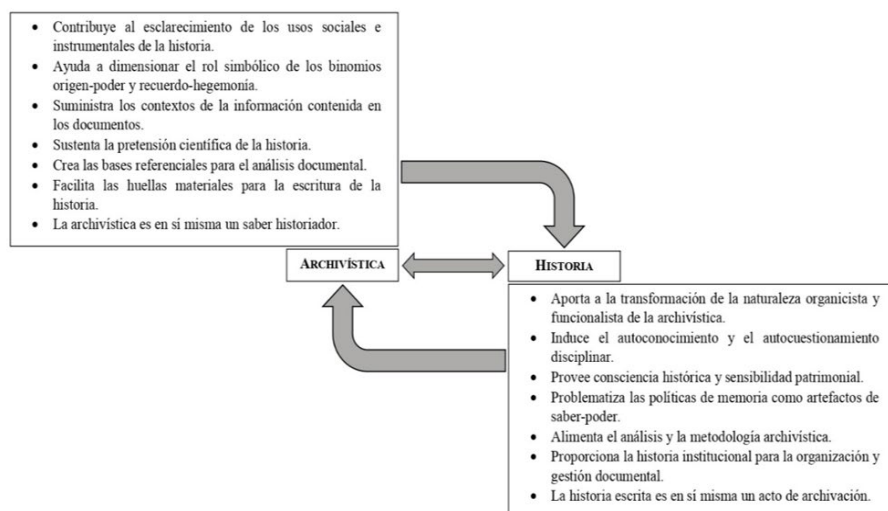 • Contribuye al esclarecimiento de los usos sociales e
instrumentales de la historia.
• Ayuda a dimensionar el rol simbólico de los binomios
origen-poder y recuerdo-hegemonía.
• Suministra los contextos de la información contenida en
los documentos.
• Sustenta la pretensión científica de la historia.
• Crea las bases referenciales para el análisis documental.
• Facilita las huellas materiales para la escritura de la
historia.
• La archivística es en sí misma un saber historiador.
ARCHIVÍSTICA
HISTORIA
• Aporta a la transformación de la naturaleza organicista y
funcionalista de la archivística.
• Induce el autoconocimiento y el autocuestionamiento
disciplinar.
• Provee consciencia histórica y sensibilidad patrimonial.
• Problematiza las políticas de memoria como artefactos de
saber-poder.
• Alimenta el análisis y la metodología archivística.
• Proporciona la historia institucional para la organización y
gestión documental.
• La historia escrita es en sí misma un acto de archivación.